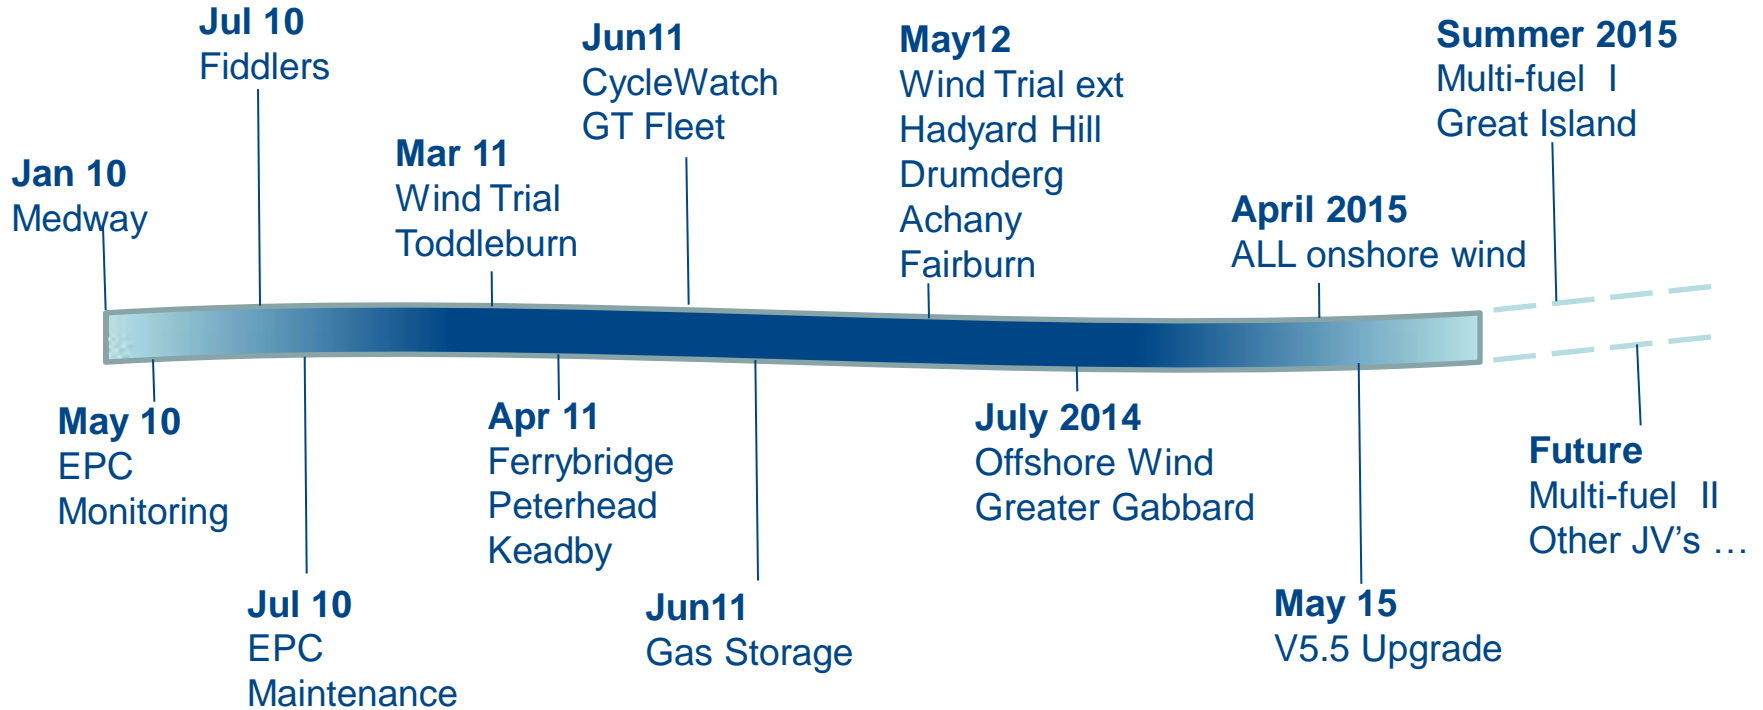 Jan 10
Medway
Jul 10
Fiddlers
Mar 11
Wind Trial
Toddleburn
Jun11
CycleWatch
GT Fleet
May12
Wind Trial ext
Hadyard Hill
Drumderg
Achany
Fairburn
April 2015
ALL onshore wind
Summer 2015
Multi-fuel I
Great Island
May 10
EPC
Monitoring
Jul 10
EPC
Maintenance
Apr 11
Ferrybridge
Peterhead
Keadby
Jun11
Gas Storage
July 2014
Offshore Wind
Greater Gabbard
May 15
V5.5 Upgrade
Future
Multi-fuel II
Other JV’s …